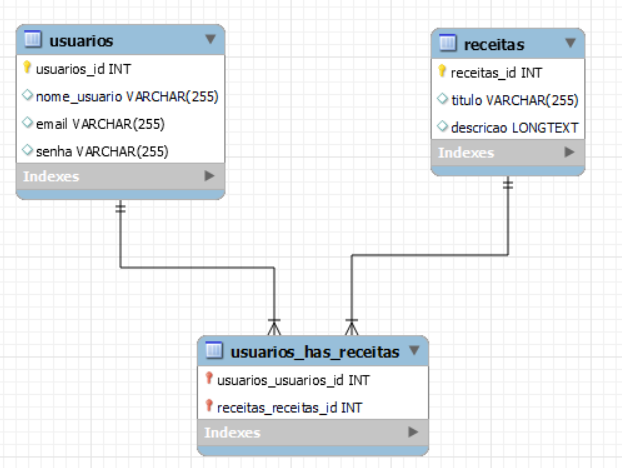 usuarios
usuarios_id INT
nome_usuario VARCHAR(255)
email VARCHAR(255)
senha VARCHAR(255)
Indexes
receitas
receitas_id INT
titulo VARCHAR(255)
descricao LONGTEXT
Indexes
usuarios_has_receitas
usuarios_usuarios_id INT
receitas_receitas_id INT
Indexes